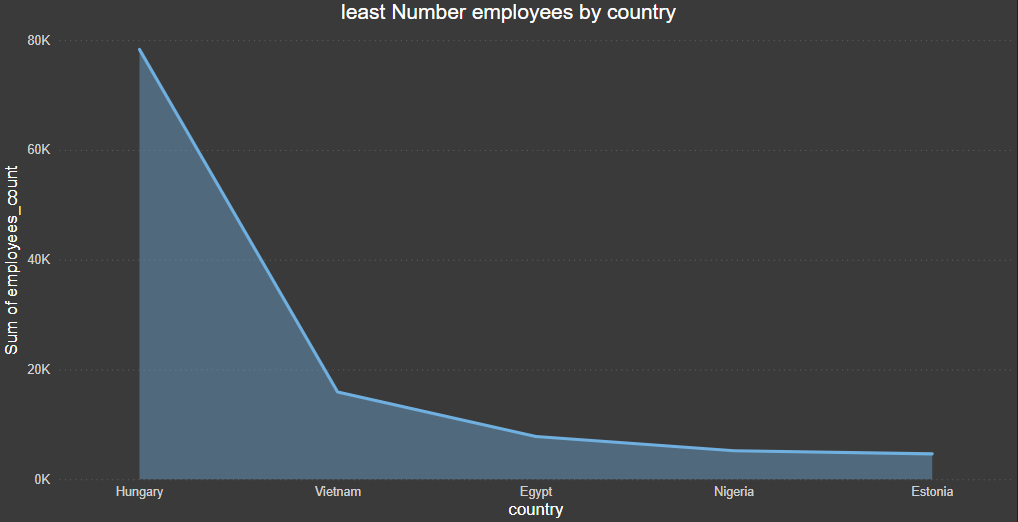 least Number employees by country
Sum of employees_count
80K
60K
40K
20K
0K
Hungary
Vietnam
Egypt
Nigeria
Estonia
country